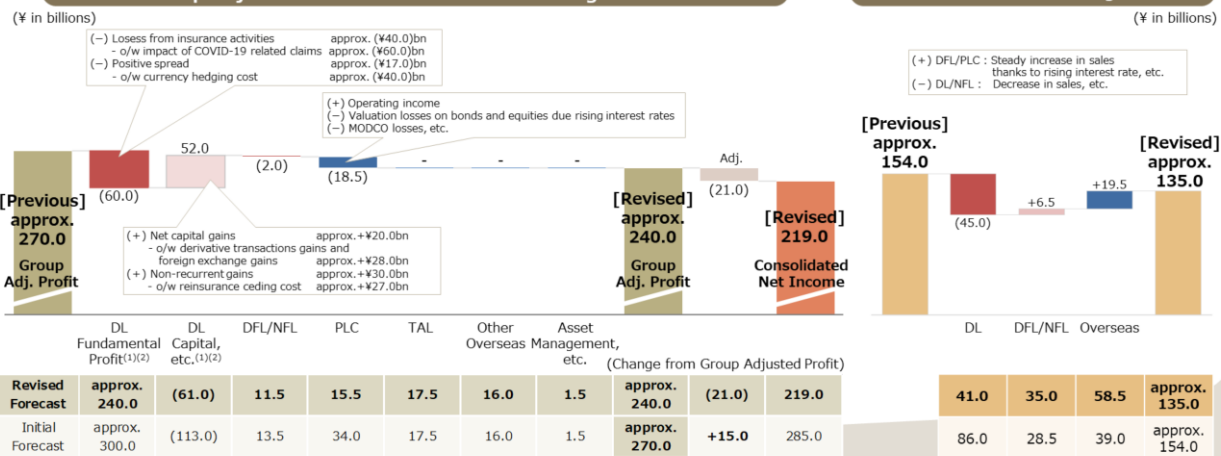 (¥ in billions)
(¥ in billions)
(−) Losess from insurance activities approx. (¥40.0)bn
- o/w impact of COVID-19 related claims approx. (¥60.0)bn
(−) Positive spread approx. (¥17.0)bn
- o/w currency hedging cost approx. (¥40.0)bn
(+) Operating income
(−) Valuation losses on bonds and equities due rising interest rates
(−) MODCO losses, etc.
52.0
(2.0)
(60.0)
(18.5)
-
-
-
Adj.
(21.0)
[Previous]
approx.
270.0
Group
Adj. Profit
(+) Net capital gains approx.+¥20.0bn
- o/w derivative transactions gains and
foreign exchange gains approx.+¥28.0bn
(+) Non-recurrent gains approx.+¥30.0bn
- o/w reinsurance ceding cost approx.+¥27.0bn
[Revised]
approx.
240.0
Group
Adj. Profit
[Revised]
219.0
Consolidated
Net Income
DL
Fundamental
Profit(1)(2)
DL
Capital,
etc.(1)(2)
DFL/NFL
PLC
TAL
Other
Overseas
Asset
Management,
etc.
(Change from Group Adjusted Profit)
Revised
Forecast
approx.
240.0
(61.0)
11.5
15.5
17.5
16.0
1.5
approx.
240.0
(21.0)
219.0
Initial
Forecast
approx.
300.0
(113.0)
13.5
34.0
17.5
16.0
1.5
approx.
270.0
+15.0
285.0
(+) DFL/PLC : Steady increase in sales
thanks to rising interest rate, etc.
(−) DL/NFL : Decrease in sales, etc.
[Previous]
approx.
154.0
(45.0)
+6.5
+19.5
[Revised]
approx.
135.0
DL
DFL/NFL
Overseas
41.0
35.0
58.5
approx.
135.0
86.0
28.5
39.0
approx.
154.0